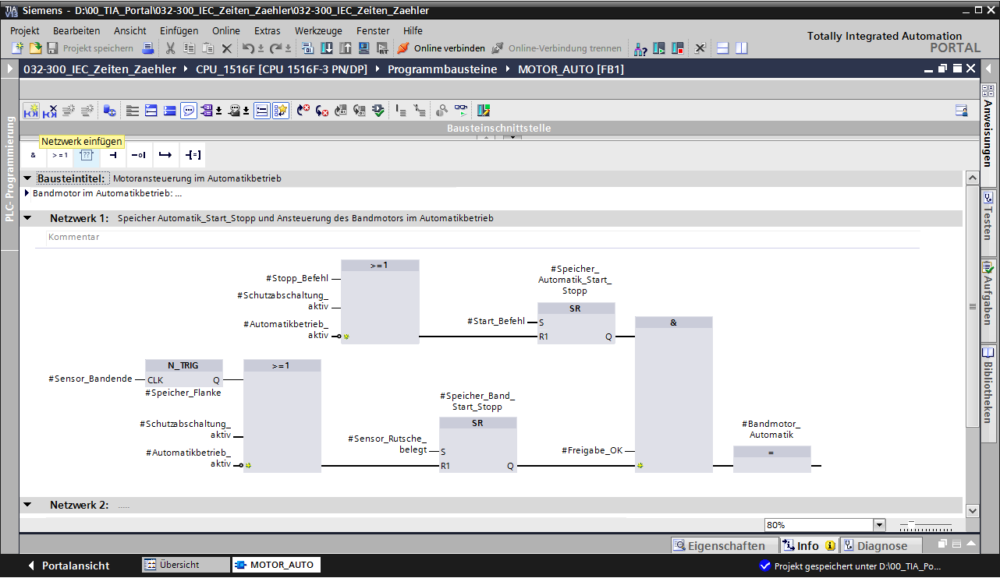 TIA
V13
Siemens - D:\00_TIA_Portal\032-300_IEC_Zeiten_Zaehler\032-300_IEC_Zeiten_Zaehler
Projekt Bearbeiten Ansicht Einfügen Online Extras Werkzeuge Fenster Hilfe
Totally Integrated Automation
PORTAL
Projekt speichern Online verbinden Online-Verbindung trennen
032-300_IEC_Zeiten_Zaehler CPU_1516F [CPU 1516F-3 PN/DP] Programmbausteine MOTOR_AUTO [FB1]
PLC- Programmierung
Bausteinschnittstelle
Netzwerk einfügen
& >=1 ?? -| -o| [=]
Bausteintitel: Motoransteuerung im Automatikbetrieb
Bandmotor im Automatikbetrieb: ...
Netzwerk 1: Speicher Automatik_Start_Stopp und Ansteuerung des Bandmotors im Automatikbetrieb
Kommentar
>=1
#Stopp_Befehl
#Schutzabschaltung_
aktiv
#Automatikbetrieb_
aktiv
#Speicher_
Automatik_Start_
Stopp
SR
#Start_Befehl S
R1 Q
&
N_TRIG
#Sensor_Bandende CLK Q
#Speicher_Flanke
>=1
#Schutzabschaltung_
aktiv
#Automatikbetrieb_
aktiv
#Speicher_Band_
Start_Stopp
SR
#Sensor_Rutsche_
belegt S
R1 Q
#Freigabe_OK
#Bandmotor_
Automatik
=
Netzwerk 2: .....
80%
Anweisungen
Testen
Aufgaben
Bibliotheken
Eigenschaften Info Diagnose
Portalansicht Übersicht MOTOR_AUTO Projekt gespeichert unter D:\00_TIA_Po...